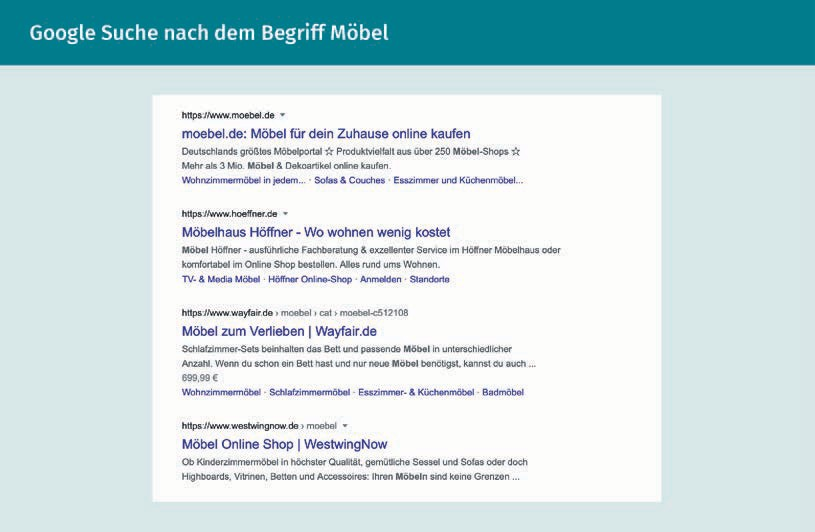 Google Suche nach dem Begriff Möbel
https://www.moebel.de
moebel.de: Möbel für dein Zuhause online kaufen
Deutschlands größtes Möbelportal ☆ Produktvielfalt aus über 250 Möbel-Shops ☆
Mehr als 3 Mio. Möbel & Dekoartikel online kaufen.
Wohnzimmermöbel in jedem... · Sofas & Couches · Esszimmer und Küchenmöbel...
https://www.hoeffner.de
Möbelhaus Höffner - Wo wohnen wenig kostet
Möbel Höffner - ausführliche Fachberatung & exzellenter Service im Höffner Möbelhaus oder
komfortabel im Online Shop bestellen. Alles rund ums Wohnen.
TV- & Media Möbel · Höffner Online-Shop · Anmelden · Standorte
https://www.wayfair.de › moebel › cat › moebel-c512108
Möbel zum Verlieben | Wayfair.de
Schlafzimmer-Sets beinhalten das Bett und passende Möbel in unterschiedlicher
Anzahl. Wenn du schon ein Bett hast und nur neue Möbel benötigst, kannst du auch ...
699,99 €
Wohnzimmermöbel · Schlafzimmermöbel · Esszimmer- & Küchenmöbel · Badmöbel
https://www.westwingnow.de › moebel
Möbel Online Shop | WestwingNow
Ob Kinderzimmermöbel in höchster Qualität, gemütliche Sessel und Sofas oder doch
Highboards, Vitrinen, Betten und Accessoires: Ihren Möbeln sind keine Grenzen ...